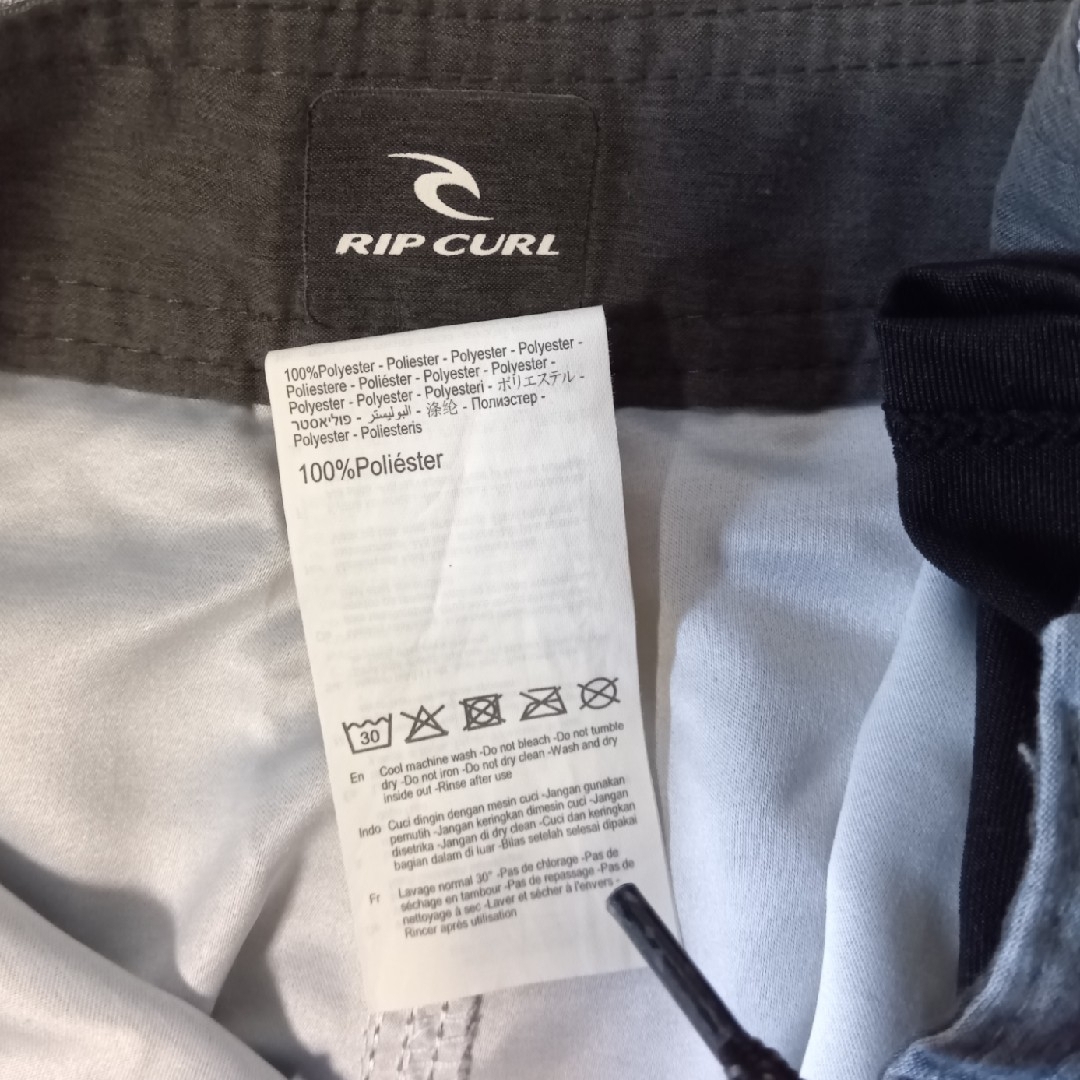 RIP CURL
100%Polyester - Poliester - Polyester - Polyester -
Poliestere - Poliéster - Polyester - Polyester -
Polyester - Polyester - Polyesteri - ポリエステル -
פוליאסטר - البوليستر - 涤纶 - Полиэстер -
Polyester - Poliesteris
100%Poliéster
30
En Cool machine wash -Do not bleach -Do not tumble
dry -Do not iron -Do not dry clean -Wash and dry
inside out -Rinse after use
Indo Cuci dingin dengan mesin cuci -Jangan gunakan
pemutih -Jangan keringkan dimesin cuci -Jangan
disetrika -Jangan di dry clean -Cuci dan keringkan
bagian dalam di luar -Bilas setelah selesai dipakai
Fr Lavage normal 30° -Pas de chlorage -Pas de
séchage en tambour -Pas de repassage -Pas de
nettoyage à sec -Laver et sécher à l'envers -
Rincer après utilisation